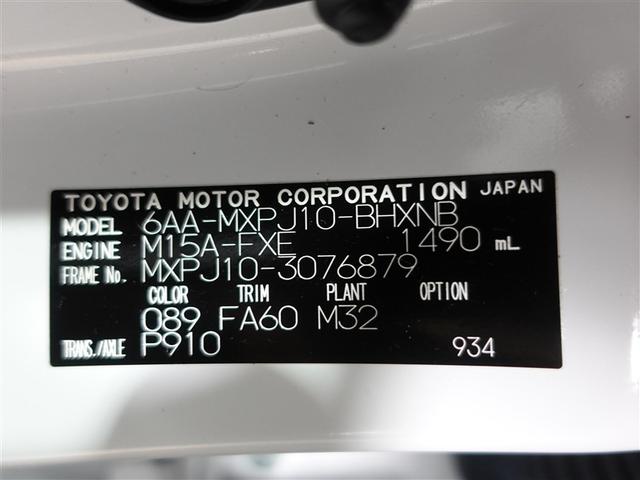 TOYOTA MOTOR CORPORATION JAPAN
MODEL 6AA-MXPJ10-BHXNB
ENGINE M15A-FXE 1490 mL
FRAME No. MXPJ10-3076879
COLOR TRIM PLANT OPTION
089 FA60 M32
TRANS./AXLE P910 934